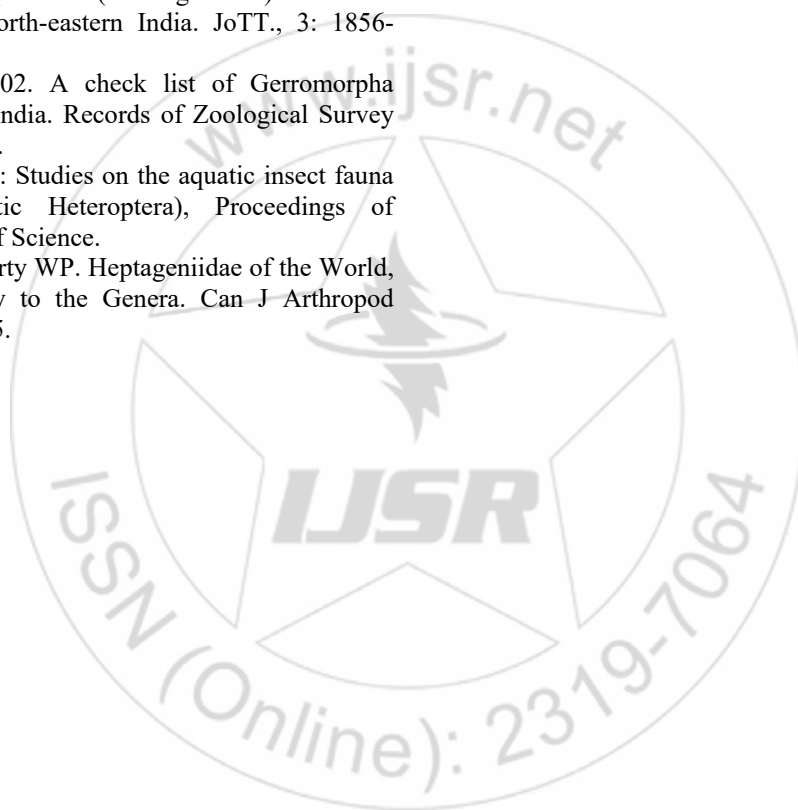 orth-eastern India. JoTT., 3: 1856-
02. A check list of Gerromorpha
ndia. Records of Zoological Survey
.
: Studies on the aquatic insect fauna
tic Heteroptera), Proceedings of
f Science.
rty WP. Heptageniidae of the World,
y to the Genera. Can J Arthropod
5.
www.ijsr.net
IJSR
ISSN (Online): 2319-7064